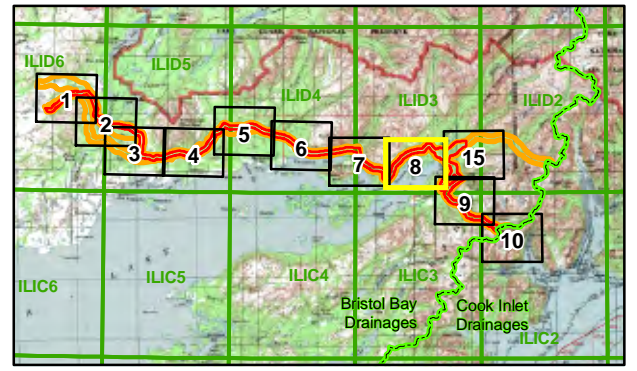 ILID6
ILID5
ILID4
ILID3
ILID2
1
2
3
4
5
6
7
8
15
9
10
LAKE
ILIC6
ILIC5
ILIC4
ILIC3
ILIC2
Bristol Bay
Drainages
Cook Inlet
Drainages